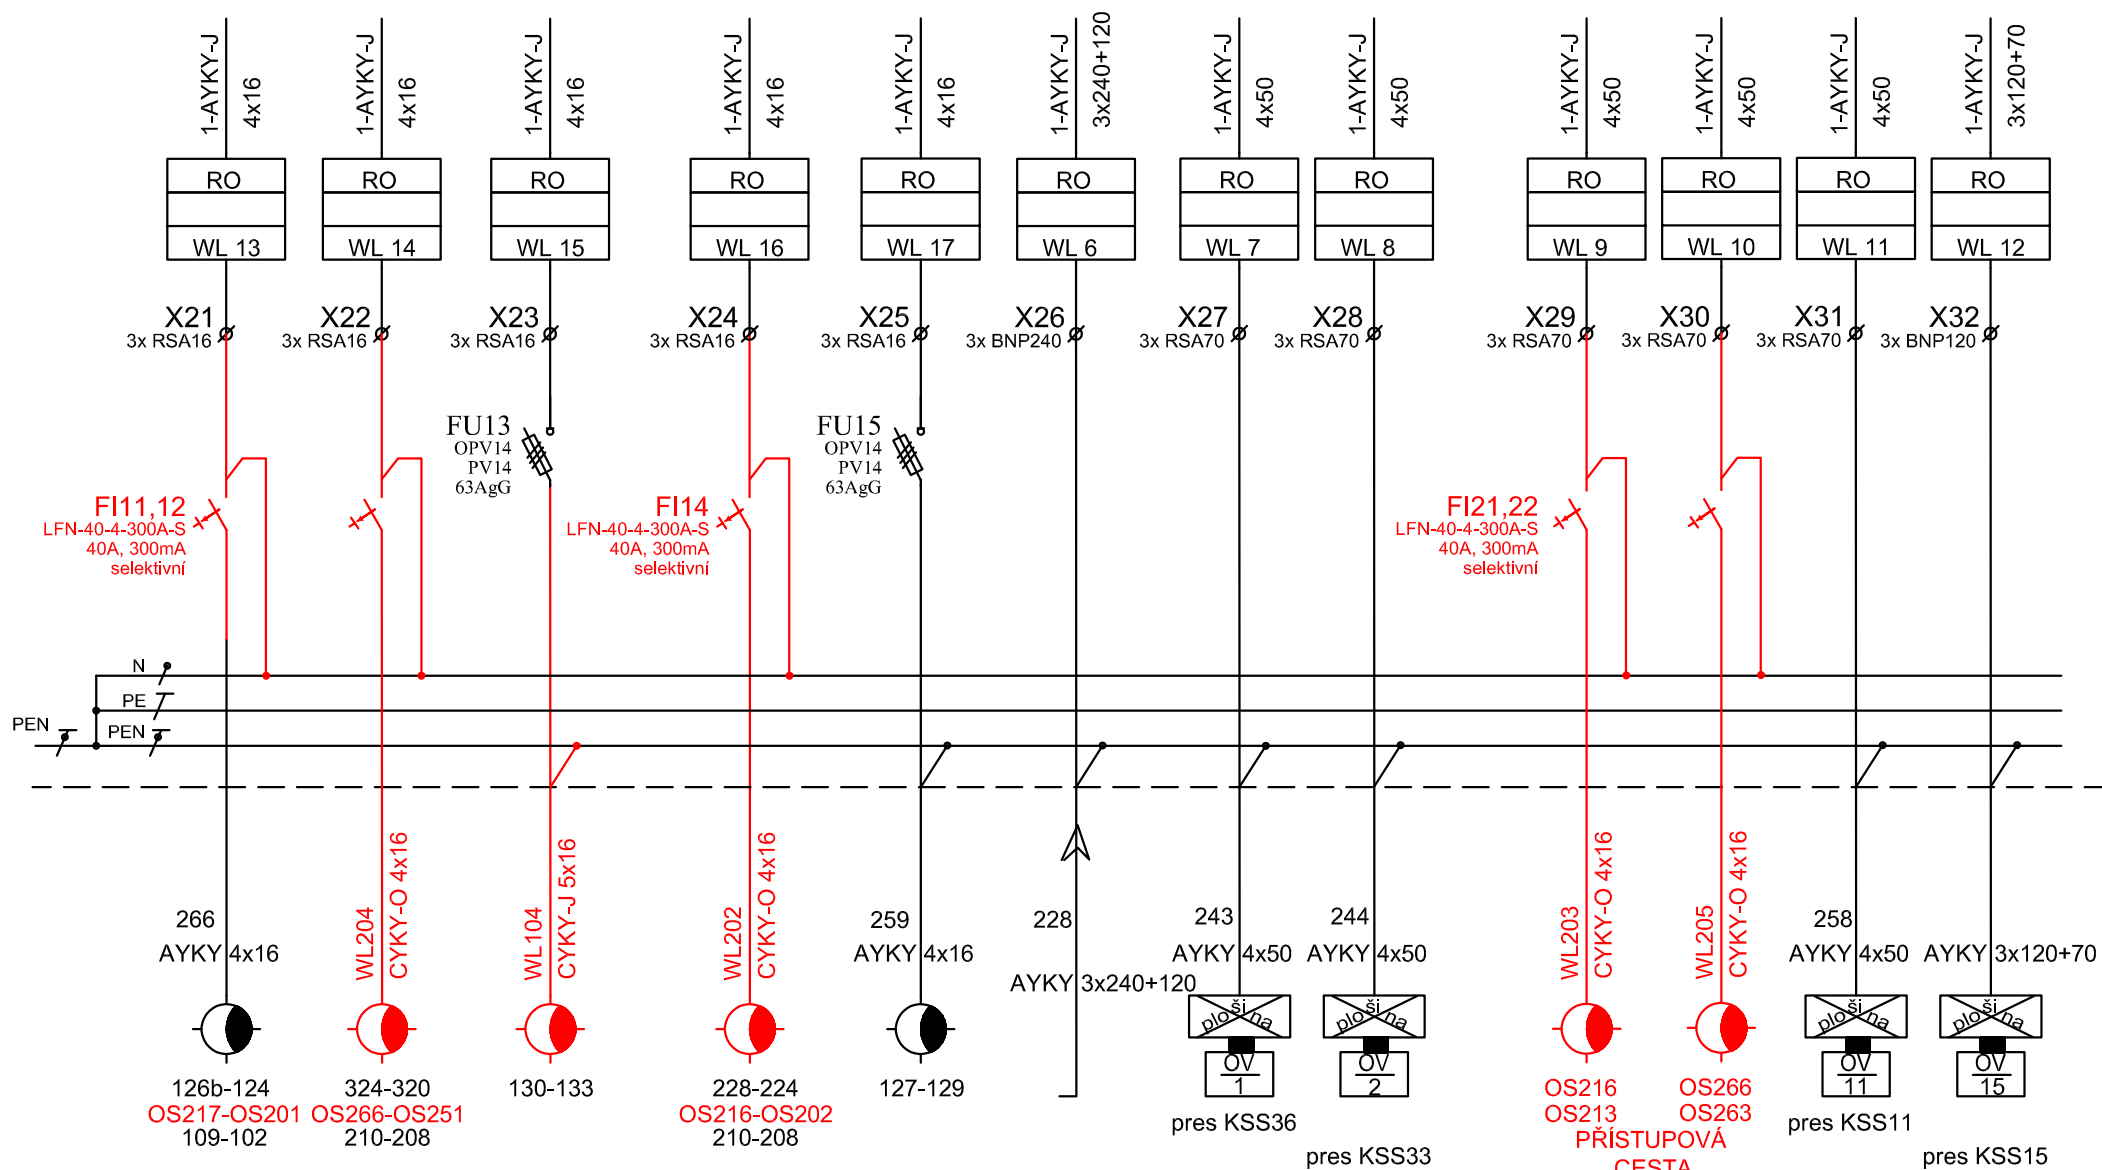 1-AYKY-J
4x16
1-AYKY-J
4x16
1-AYKY-J
4x16
1-AYKY-J
4x16
1-AYKY-J
4x16
1-AYKY-J
3x240+120
1-AYKY-J
4x50
1-AYKY-J
4x50
1-AYKY-J
4x50
1-AYKY-J
4x50
1-AYKY-J
4x50
1-AYKY-J
3x120+70
RO
WL 13
RO
WL 14
RO
WL 15
RO
WL 16
RO
WL 17
RO
WL 6
RO
WL 7
RO
WL 8
RO
WL 9
RO
WL 10
RO
WL 11
RO
WL 12
X21
3x RSA16
X22
3x RSA16
X23
3x RSA16
X24
3x RSA16
X25
3x RSA16
X26
3x BNP240
X27
3x RSA70
X28
3x RSA70
X29
3x RSA70
X30
3x RSA70
X31
3x RSA70
X32
3x BNP120
FU13
OPV14
PV14
63AgG
FU15
OPV14
PV14
63AgG
FI11,12
LFN-40-4-300A-S
40A, 300mA
selektivní
FI14
LFN-40-4-300A-S
40A, 300mA
selektivní
FI21,22
LFN-40-4-300A-S
40A, 300mA
selektivní
N
PE
PEN
PEN
266
AYKY 4x16
WL204
CYKY-O 4x16
WL104
CYKY-J 5x16
WL202
CYKY-O 4x16
259
AYKY 4x16
228
AYKY 3x240+120
243
AYKY 4x50
244
AYKY 4x50
WL203
CYKY-O 4x16
WL205
CYKY-O 4x16
258
AYKY 4x50
AYKY 3x120+70
126b-124
OS217-OS201
109-102
324-320
OS266-OS251
210-208
130-133
228-224
OS216-OS202
210-208
127-129
plošina
OV
1
pres KSS36
plošina
OV
2
pres KSS33
OS216
OS213
OS266
OS263
PŘÍSTUPOVÁ
CESTA
plošina
OV
11
pres KSS11
plošina
OV
15
pres KSS15